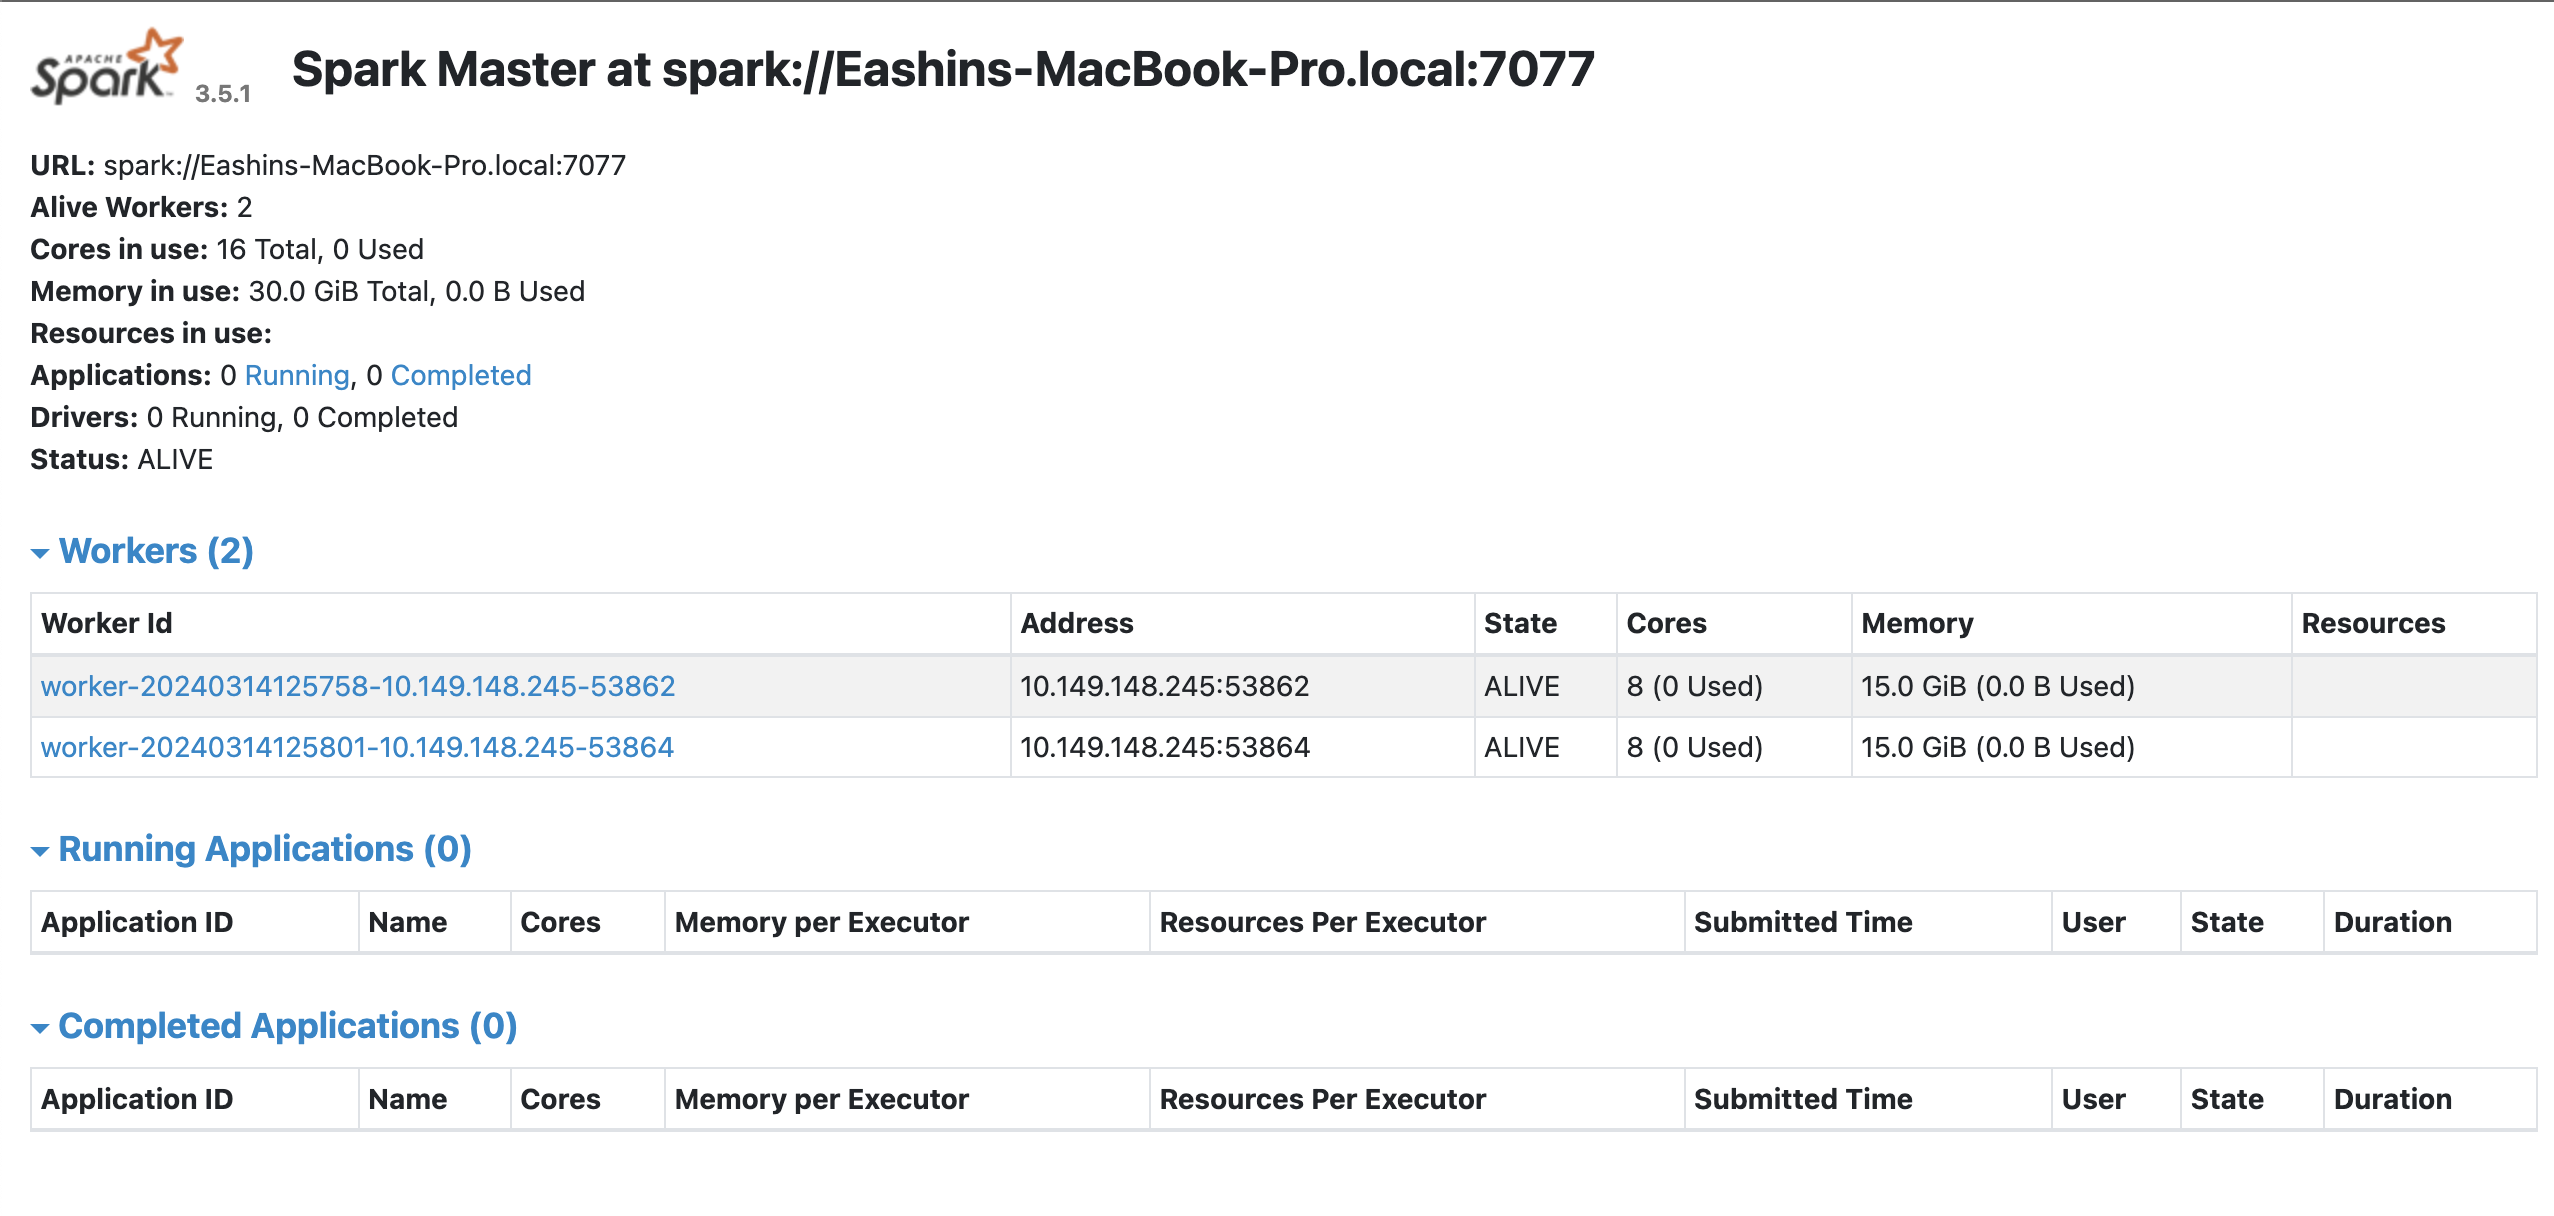 APACHE
Spark 3.5.1 Spark Master at spark://Eashins-MacBook-Pro.local:7077
URL: spark://Eashins-MacBook-Pro.local:7077
Alive Workers: 2
Cores in use: 16 Total, 0 Used
Memory in use: 30.0 GiB Total, 0.0 B Used
Resources in use:
Applications: 0 Running, 0 Completed
Drivers: 0 Running, 0 Completed
Status: ALIVE
Workers (2)
Worker Id Address State Cores Memory Resources
worker-20240314125758-10.149.148.245-53862 10.149.148.245:53862 ALIVE 8 (0 Used) 15.0 GiB (0.0 B Used)
worker-20240314125801-10.149.148.245-53864 10.149.148.245:53864 ALIVE 8 (0 Used) 15.0 GiB (0.0 B Used)
Running Applications (0)
Application ID Name Cores Memory per Executor Resources Per Executor Submitted Time User State Duration
Completed Applications (0)
Application ID Name Cores Memory per Executor Resources Per Executor Submitted Time User State Duration